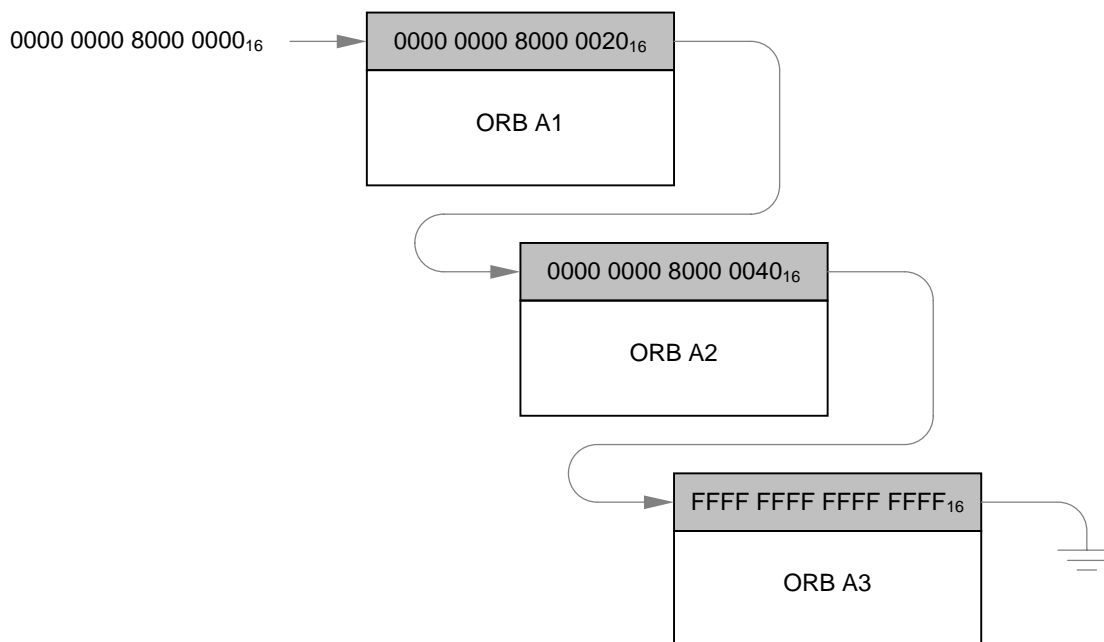 0000 0000 8000 0000₁₆
0000 0000 8000 0020₁₆
ORB A1
0000 0000 8000 0040₁₆
ORB A2
FFFF FFFF FFFF FFFF₁₆
ORB A3